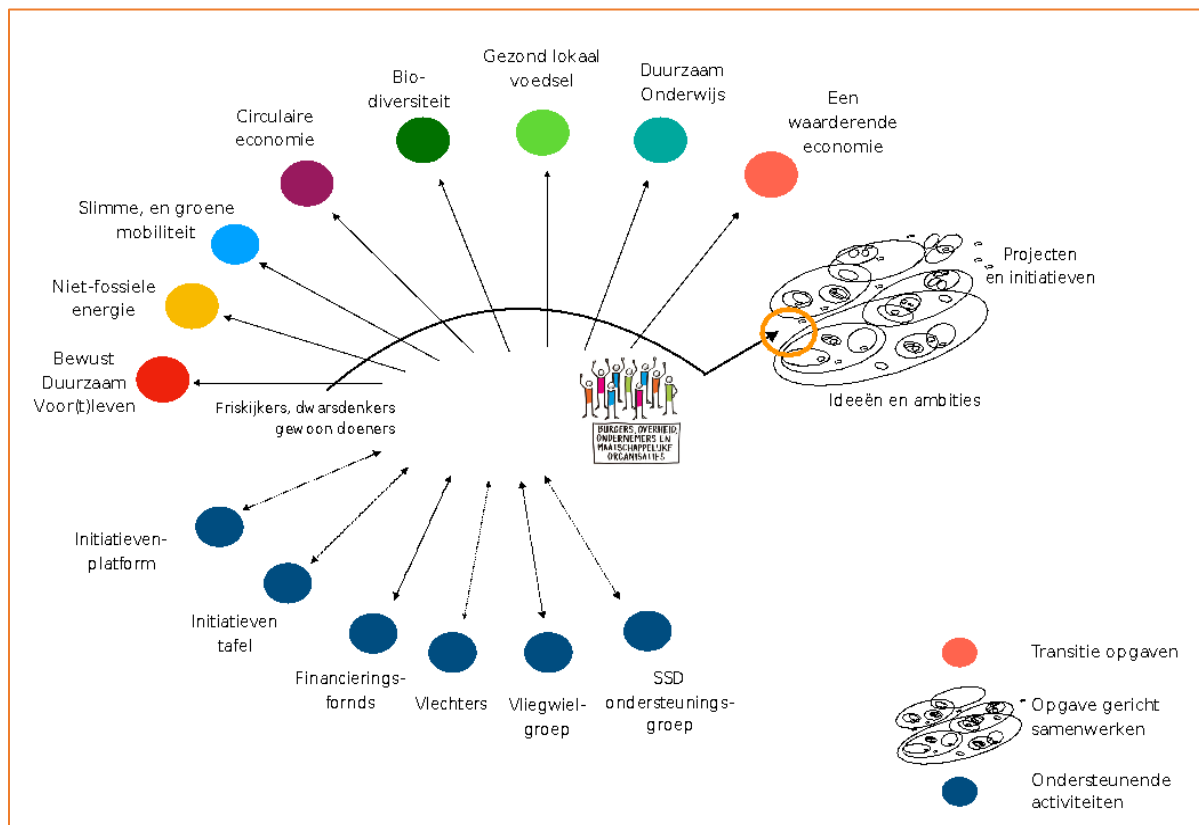 Gezond lokaal
voedsel
Bio-
diversiteit
Duurzaam
Onderwijs
Een
waarderende
economie
Circulaire
economie
Slimme, en groene
mobiliteit
Niet-fossiele
energie
Bewust
Duurzaam
Voor(t)leven
Projecten
en initiatieven
Ideeën en ambities
Friskijkers, dwarsdenkers
gewoon doeners
BURGERS, OVERHEID,
ONDERNEMERS EN
MAATSCHAPPELIJKE
ORGANISATIES
Initiatieven-
platform
Initiatieven
tafel
Financierings-
fornds
Vlechters
Vliegwiel-
groep
SSD
ondersteunings-
groep
Transitie opgaven
Opgave gericht
samenwerken
Ondersteunende
activiteiten